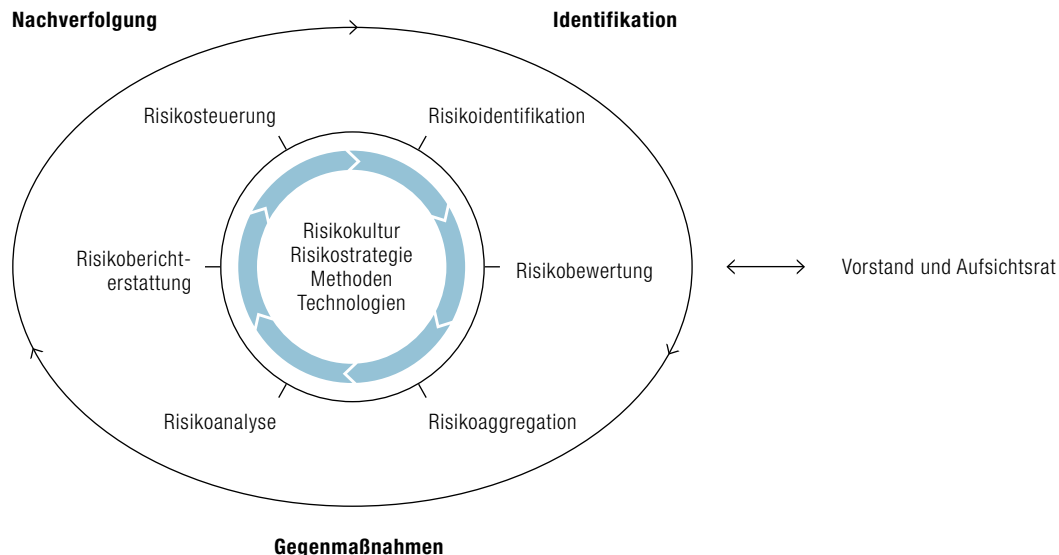 Nachverfolgung
Identifikation
Risikosteuerung
Risikoidentifikation
Risikokultur
Risikostrategie
Methoden
Technologien
Risikobericht-
erstattung
Risikobewertung
Vorstand und Aufsichtsrat
Risikoanalyse
Risikoaggregation
Gegenmaßnahmen